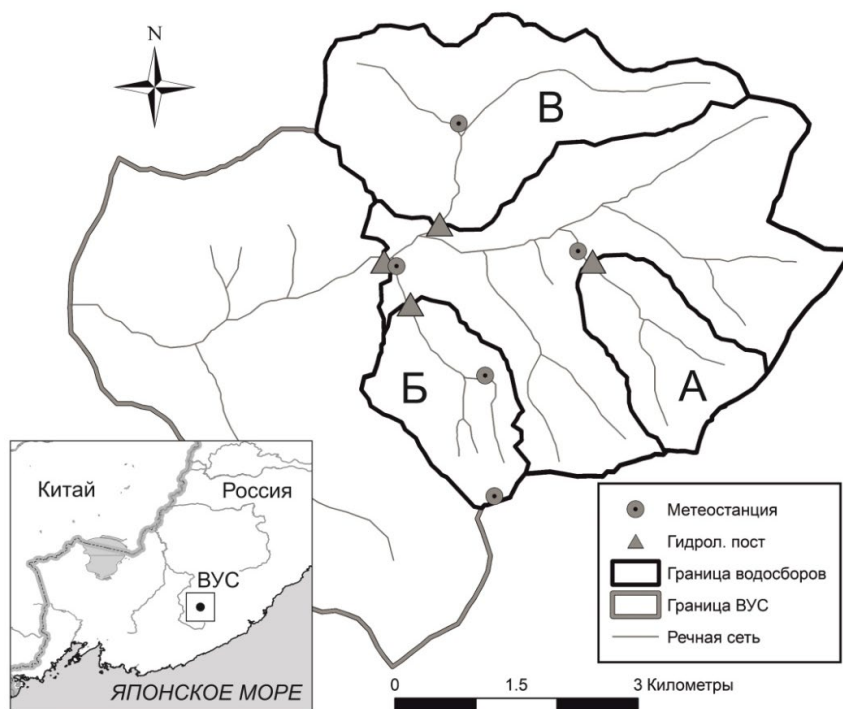 N
В
Б
А
Китай
Россия
ВУС
ЯПОНСКОЕ МОРЕ
Метеостанция
Гидрол. пост
Граница водосборов
Граница ВУС
Речная сеть
0 1.5 3 Километры